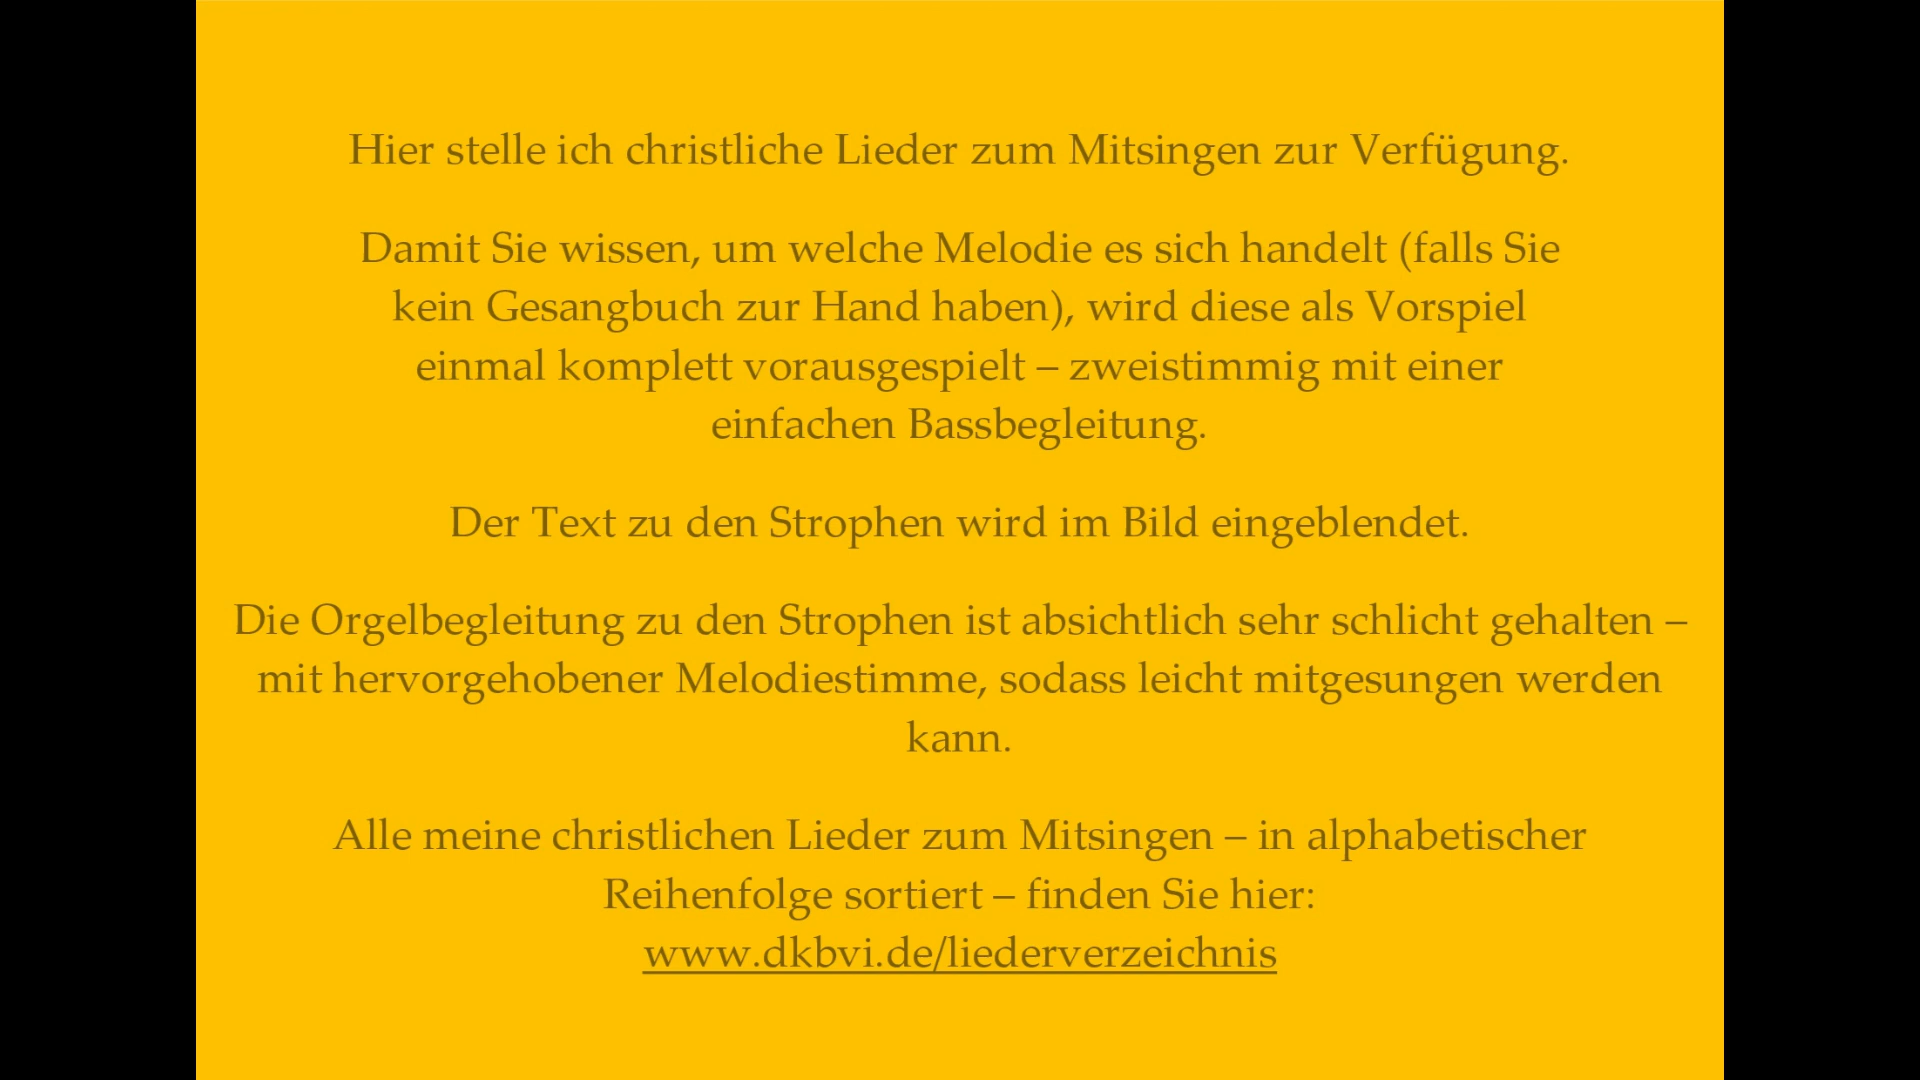 Hier stelle ich christliche Lieder zum Mitsingen zur Verfügung.
Damit Sie wissen, um welche Melodie es sich handelt (falls Sie
kein Gesangbuch zur Hand haben), wird diese als Vorspiel
einmal komplett vorausgespielt – zweistimmig mit einer
einfachen Bassbegleitung.
Der Text zu den Strophen wird im Bild eingeblendet.
Die Orgelbegleitung zu den Strophen ist absichtlich sehr schlicht gehalten –
mit hervorgehobener Melodiestimme, sodass leicht mitgesungen werden
kann.
Alle meine christlichen Lieder zum Mitsingen – in alphabetischer
Reihenfolge sortiert – finden Sie hier:
www.dkbvi.de/liederverzeichnis